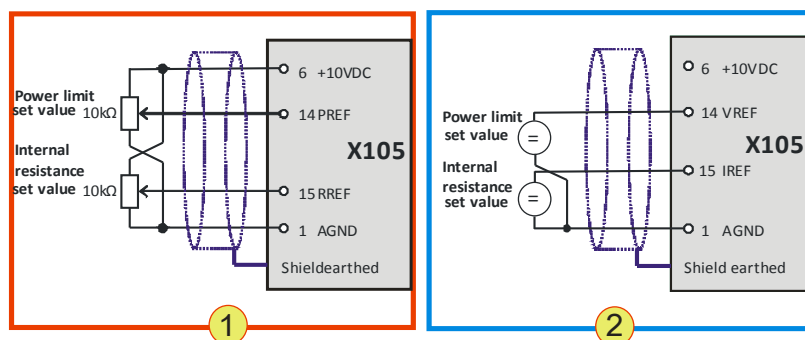 6 +10VDC
Power limit
set value 10kΩ
14 PREF
Internal
resistance
set value 10kΩ
X105
15 RREF
1 AGND
Shieldearthed
1
6 +10VDC
Power limit
set value
=
14 VREF
X105
Internal
resistance
set value
=
15 IREF
1 AGND
Shield earthed
2